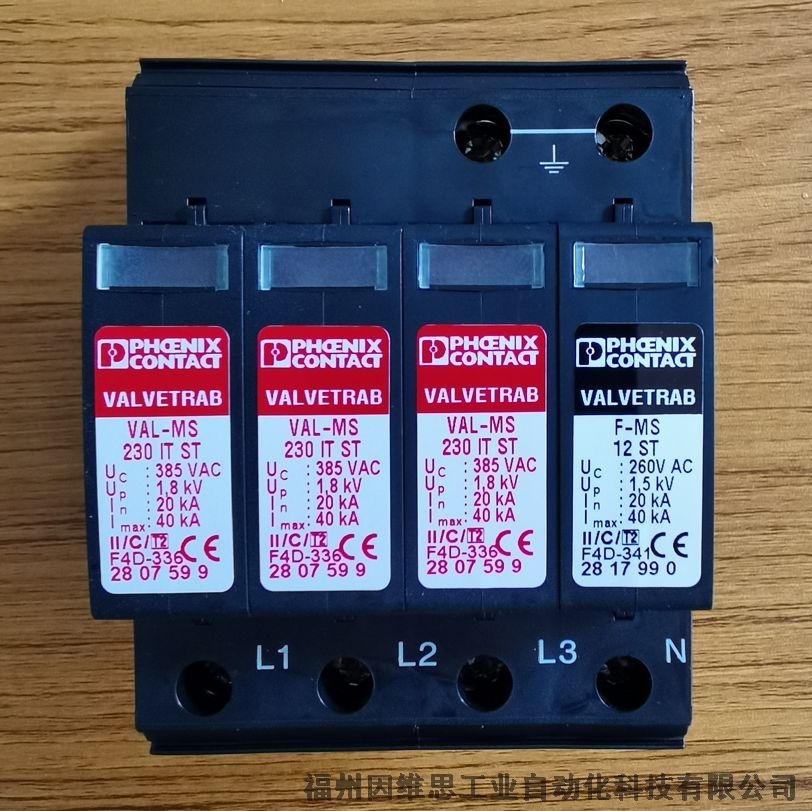 PHŒNIX
CONTACT
VALVETRAB
VAL-MS
230 IT ST
UC : 385 VAC
Up : 1,8 kV
In : 20 kA
Imax : 40 kA
II/C/T2
F4D-336 CE
28 07 59 9
PHŒNIX
CONTACT
VALVETRAB
VAL-MS
230 IT ST
UC : 385 VAC
Up : 1,8 kV
In : 20 kA
Imax : 40 kA
II/C/T2
F4D-336 CE
28 07 59 9
PHŒNIX
CONTACT
VALVETRAB
VAL-MS
230 IT ST
UC : 385 VAC
Up : 1,8 kV
In : 20 kA
Imax : 40 kA
II/C/T2
F4D-336 CE
28 07 59 9
PHŒNIX
CONTACT
VALVETRAB
F-MS
12 ST
UC : 260V AC
Up : 1,5 kV
In : 20 kA
Imax : 40 kA
II/C/T2
F4D-341 CE
28 17 99 0
L1 L2 L3 N
福州因维思工业自动化科技有限公司